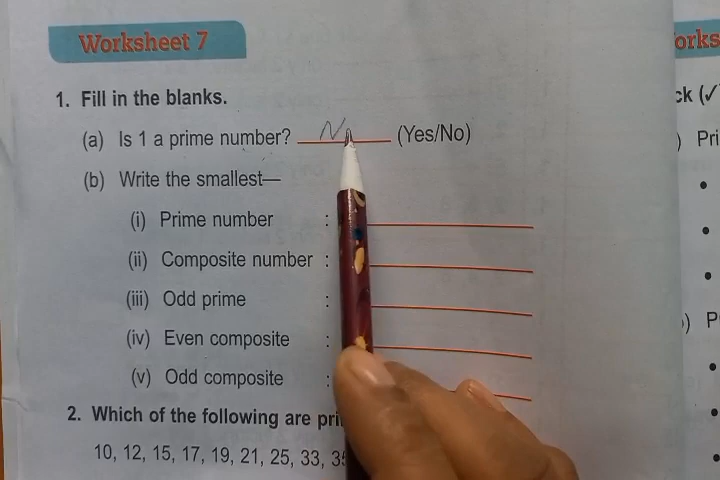 Worksheet 7
1. Fill in the blanks.
(a) Is 1 a prime number? N (Yes/No)
(b) Write the smallest—
(i) Prime number :
(ii) Composite number :
(iii) Odd prime :
(iv) Even composite :
(v) Odd composite :
2. Which of the following are pri
10, 12, 15, 17, 19, 21, 25, 33, 3
orks
ck (✓
) Pri
) P